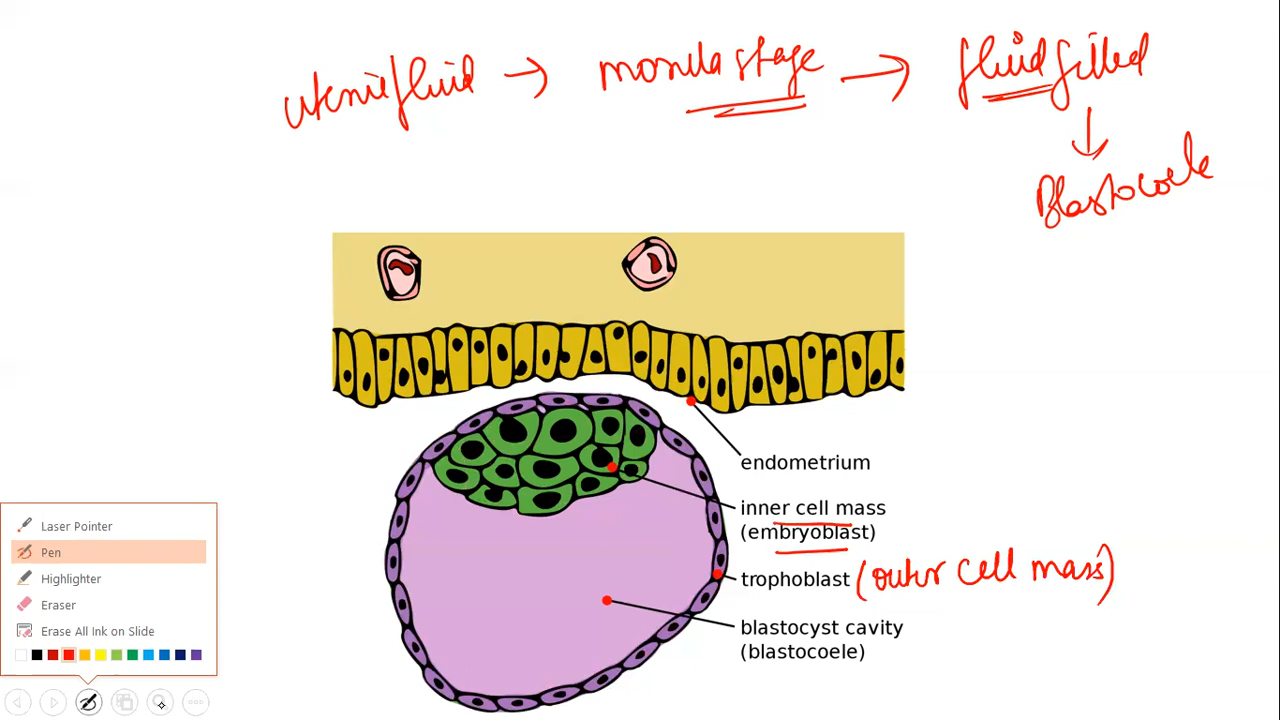 uterine fluid → morula stage → fluid filled
↓
Blastocoele
endometrium
inner cell mass
(embryoblast)
trophoblast (outer cell mass)
blastocyst cavity
(blastocoele)
Laser Pointer
Pen
Highlighter
Eraser
Erase All Ink on Slide